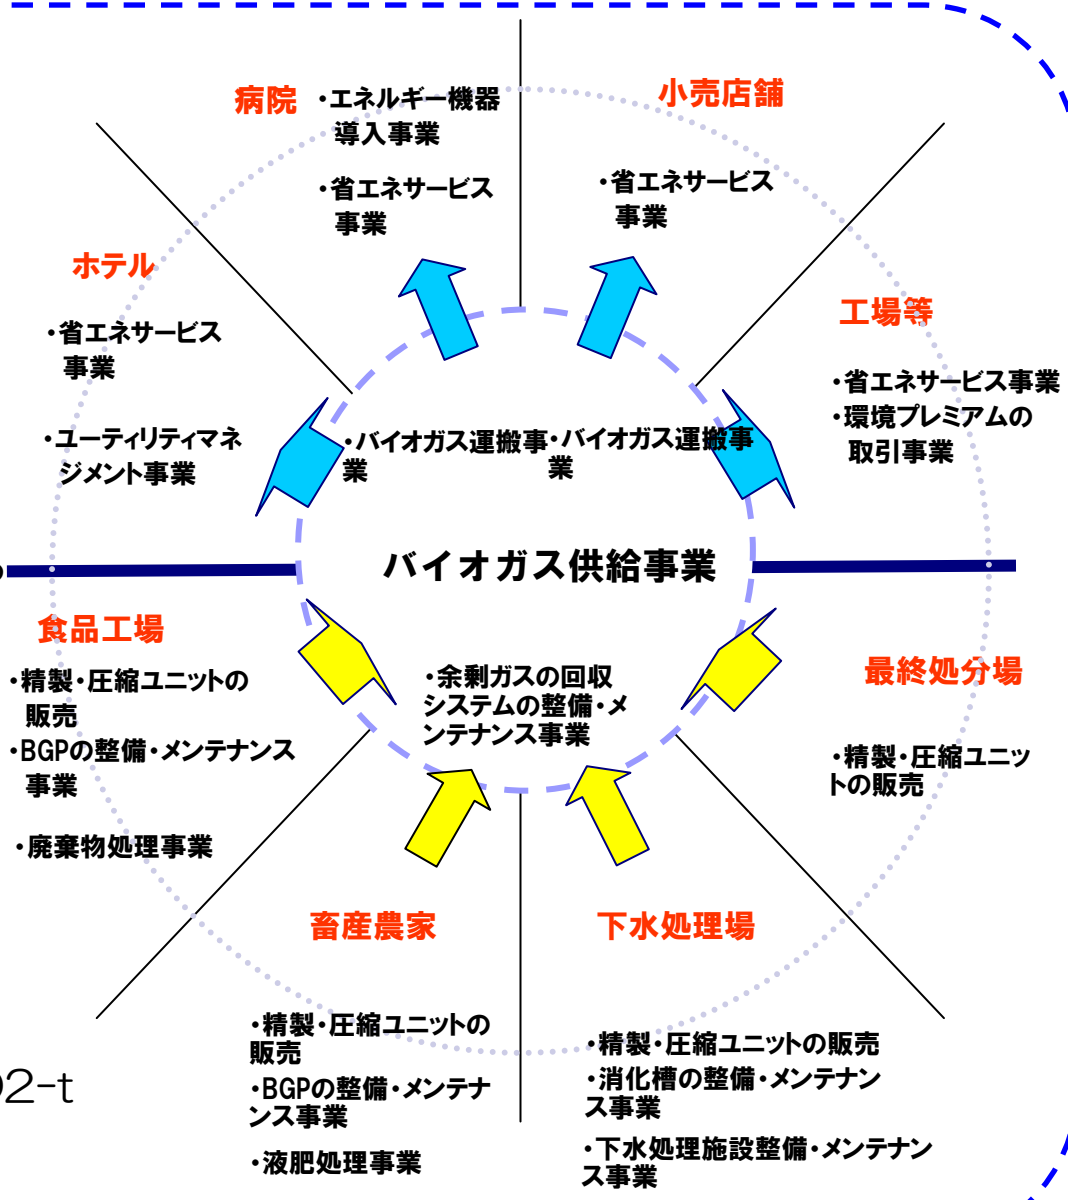 病院
・エネルギー機器
導入事業
・省エネサービス
事業
小売店舗
・省エネサービス
事業
ホテル
・省エネサービス
事業
・ユーティリティマネ
ジメント事業
工場等
・省エネサービス事業
・環境プレミアムの
取引事業
・バイオガス運搬事
業
・バイオガス運搬事
業
バイオガス供給事業
・余剰ガスの回収
システムの整備・メ
ンテナンス事業
食品工場
・精製・圧縮ユニットの
販売
・BGPの整備・メンテナンス
事業
・廃棄物処理事業
最終処分場
・精製・圧縮ユニッ
トの販売
畜産農家
・精製・圧縮ユニットの
販売
・BGPの整備・メンテナ
ンス事業
・液肥処理事業
下水処理場
・精製・圧縮ユニットの販売
・消化槽の整備・メンテナン
ス事業
・下水処理施設整備・メンテナン
ス事業
2-t